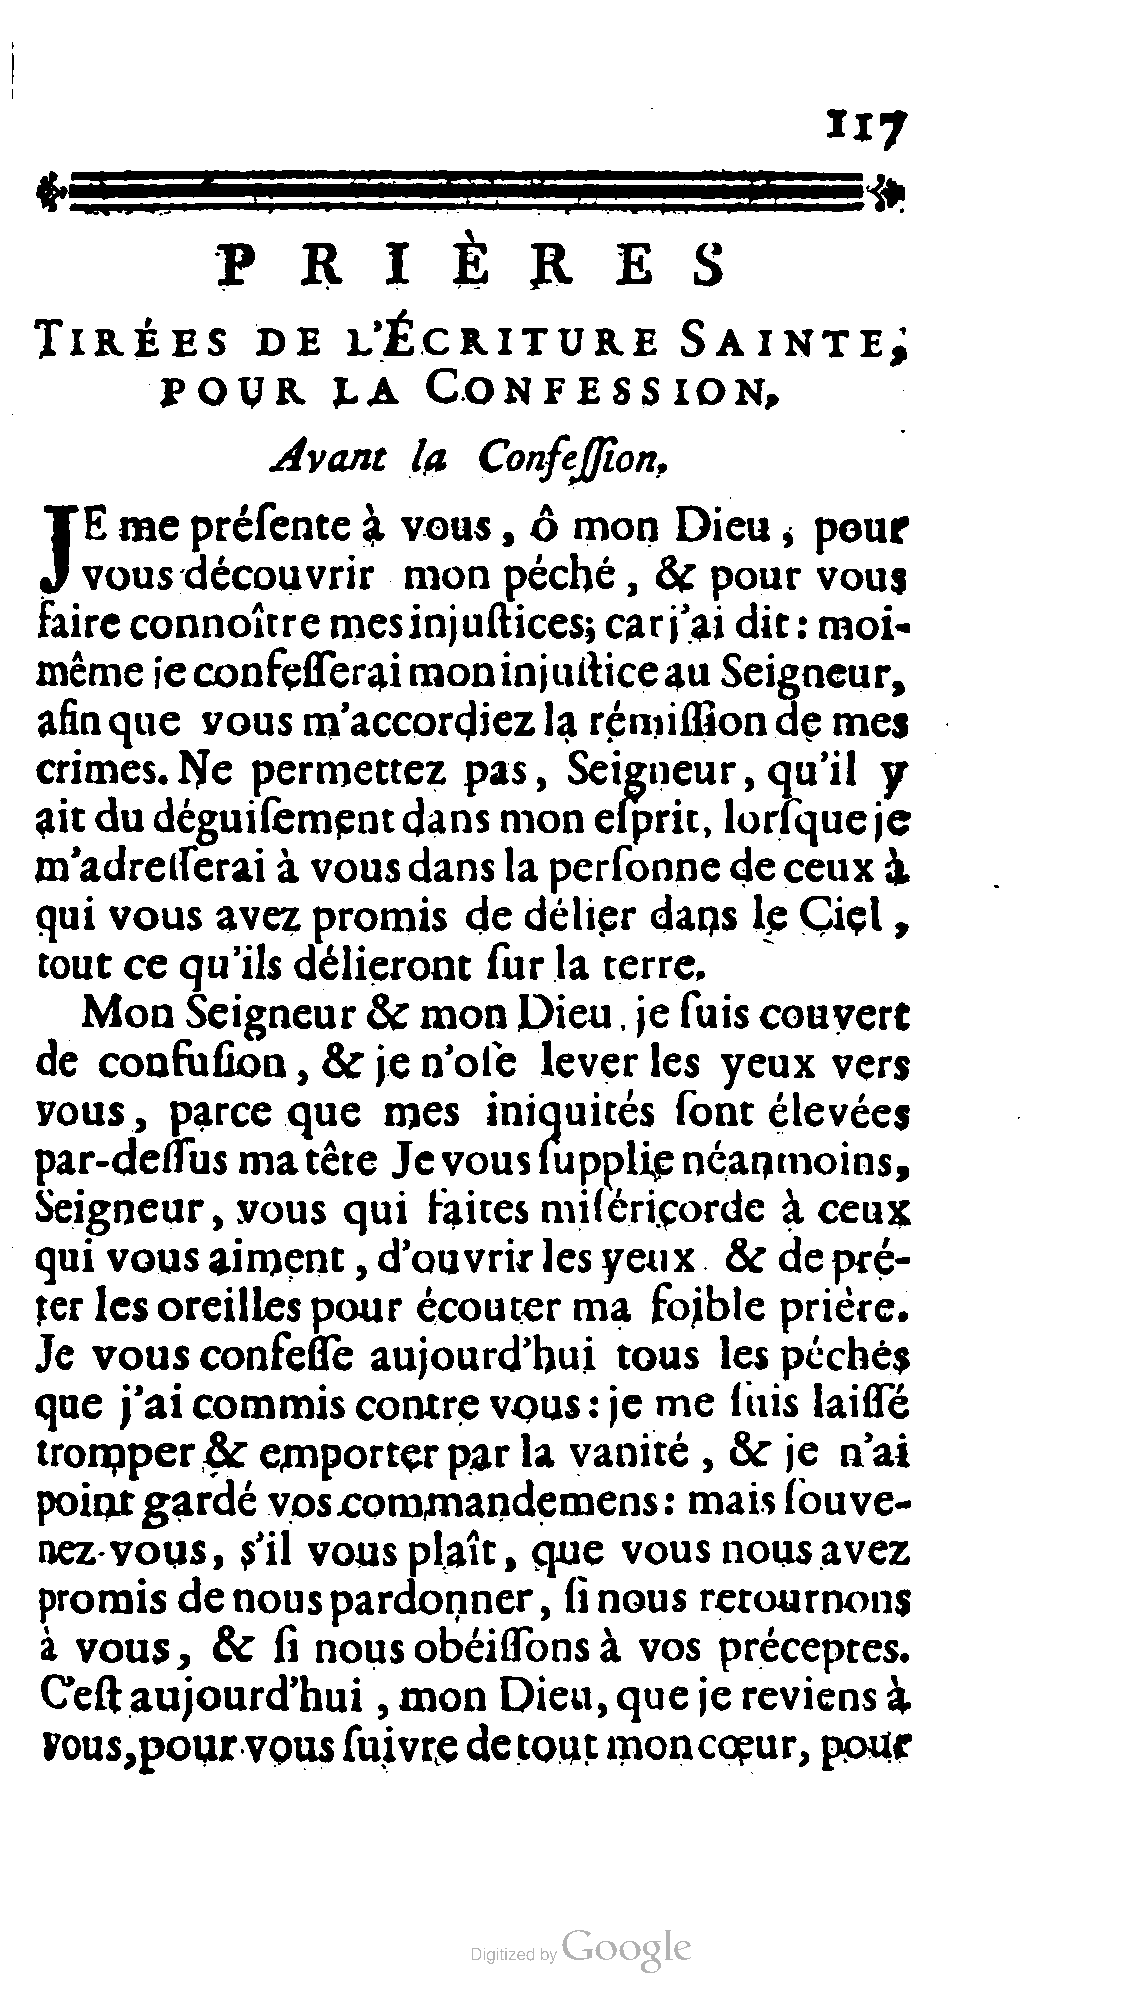 117
PRIÈRES
TIRÉES DE L'ÉCRITURE SAINTE,
POUR LA CONFESSION,
Avant la Confeſſion,
JE me préſente à vous, ô mon Dieu, pour
vous découvrir mon péché, & pour vous
faire connoître mes injuſtices; car j'ai dit: moi-
même je confeſſerai mon injuſtice au Seigneur,
afin que vous m'accordiez la rémiſſion de mes
crimes. Ne permettez pas, Seigneur, qu'il y
ait du déguiſement dans mon eſprit, lorſque je
m'adreſſerai à vous dans la perſonne de ceux à
qui vous avez promis de délier dans le Ciel,
tout ce qu'ils délieront ſur la terre.
Mon Seigneur & mon Dieu, je ſuis couvert
de confuſion, & je n'oſe lever les yeux vers
vous, parce que mes iniquités ſont élevées
par-deſſus ma tête Je vous ſupplie néanmoins,
Seigneur, vous qui faites miſéricorde à ceux
qui vous aiment, d'ouvrir les yeux & de pré-
ter les oreilles pour écouter ma foible prière.
Je vous confeſſe aujourd'hui tous les péchés
que j'ai commis contre vous: je me ſuis laiſſé
tromper & emporter par la vanité, & je n'ai
point gardé vos commandemens: mais ſouve-
nez-vous, s'il vous plaît, que vous nous avez
promis de nous pardonner, ſi nous retournons
à vous, & ſi nous obéiſſons à vos préceptes.
C'eſt aujourd'hui, mon Dieu, que je reviens à
vous, pour vous ſuivre de tout mon cœur, pour
Digitized by Google